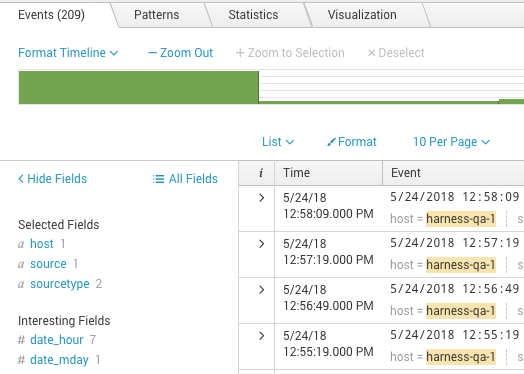 Events (209) Patterns Statistics Visualization
Format Timeline — Zoom Out + Zoom to Selection × Deselect
List Format 10 Per Page
< Hide Fields All Fields
Selected Fields
a host 1
a source 1
a sourcetype 2
Interesting Fields
# date_hour 7
# date_mday 1
i Time Event
> 5/24/18 12:58:09.000 PM
5/24/2018 12:58:09
host = harness-qa-1 s
> 5/24/18 12:57:19.000 PM
5/24/2018 12:57:19
host = harness-qa-1 s
> 5/24/18 12:56:49.000 PM
5/24/2018 12:56:49
host = harness-qa-1 s
> 5/24/18 12:55:19.000 PM
5/24/2018 12:55:19
host = harness-qa-1 s